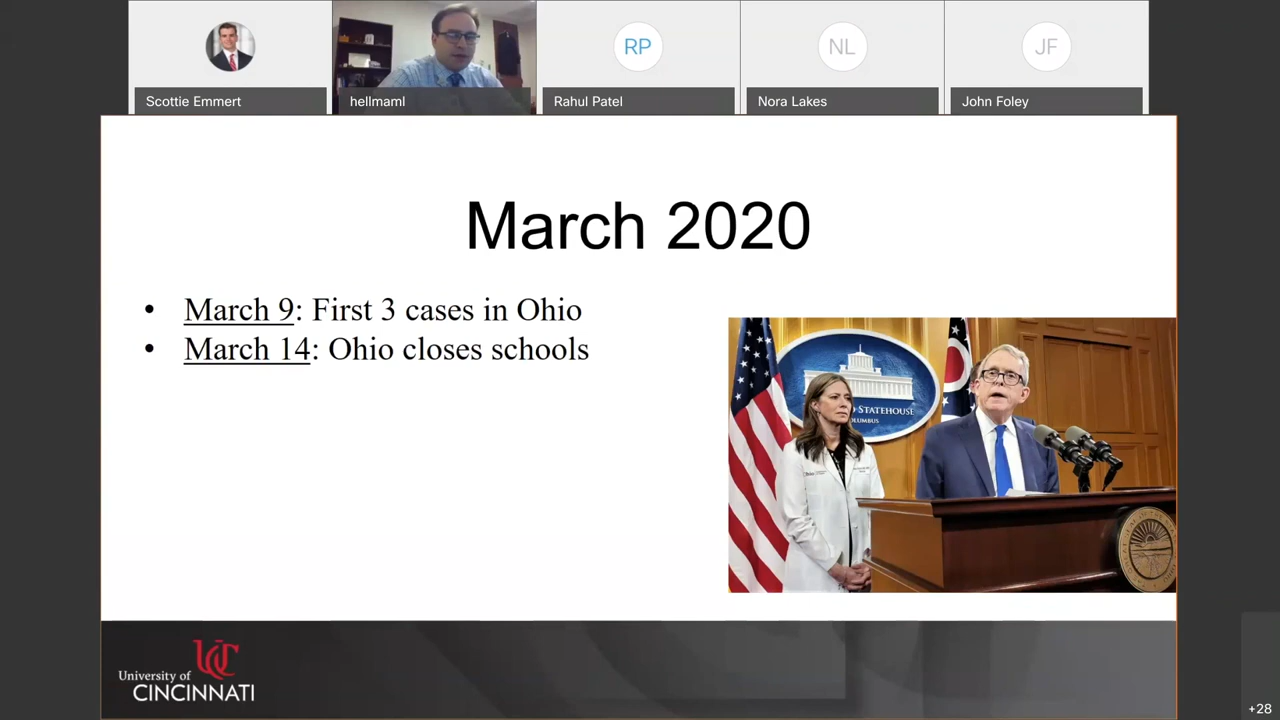 RP
NL
JF
Scottie Emmert
hellmaml
Rahul Patel
Nora Lakes
John Foley
March 2020
• March 9: First 3 cases in Ohio
• March 14: Ohio closes schools
STATEHOUSE
UC
University of
CINCINNATI
+28